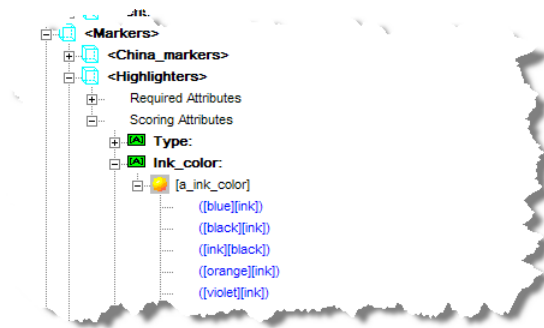 <Markers>
<China_markers>
<Highlighters>
Required Attributes
Scoring Attributes
[A] Type:
[A] Ink_color:
[a_ink_color]
([blue][ink])
([black][ink])
([ink][black])
([orange][ink])
([violet][ink])